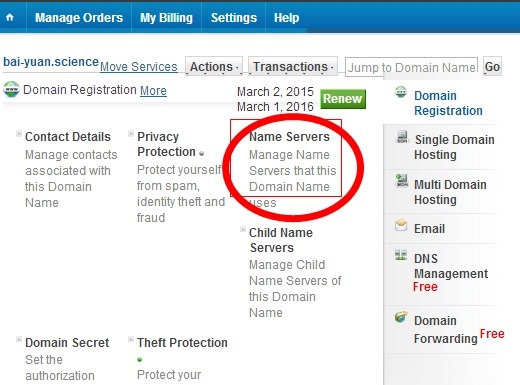 Manage Orders My Billing Settings Help
bai-yuan.science Move Services Actions Transactions Jump to Domain Name Go
Domain Registration More
March 2, 2015
March 1, 2016
Renew
Contact Details
Manage contacts
associated with
this Domain
Name
Privacy
Protection
Protect yourself
from spam,
identity theft and
fraud
Name Servers
Manage Name
Servers that this
Domain Name
uses
Child Name
Servers
Manage Child
Name Servers of
this Domain
Name
Domain Secret
Set the
authorization
Theft Protection
Protect your
Domain
Registration
Single Domain
Hosting
Multi Domain
Hosting
Email
DNS
Management
Free
Domain
Forwarding Free